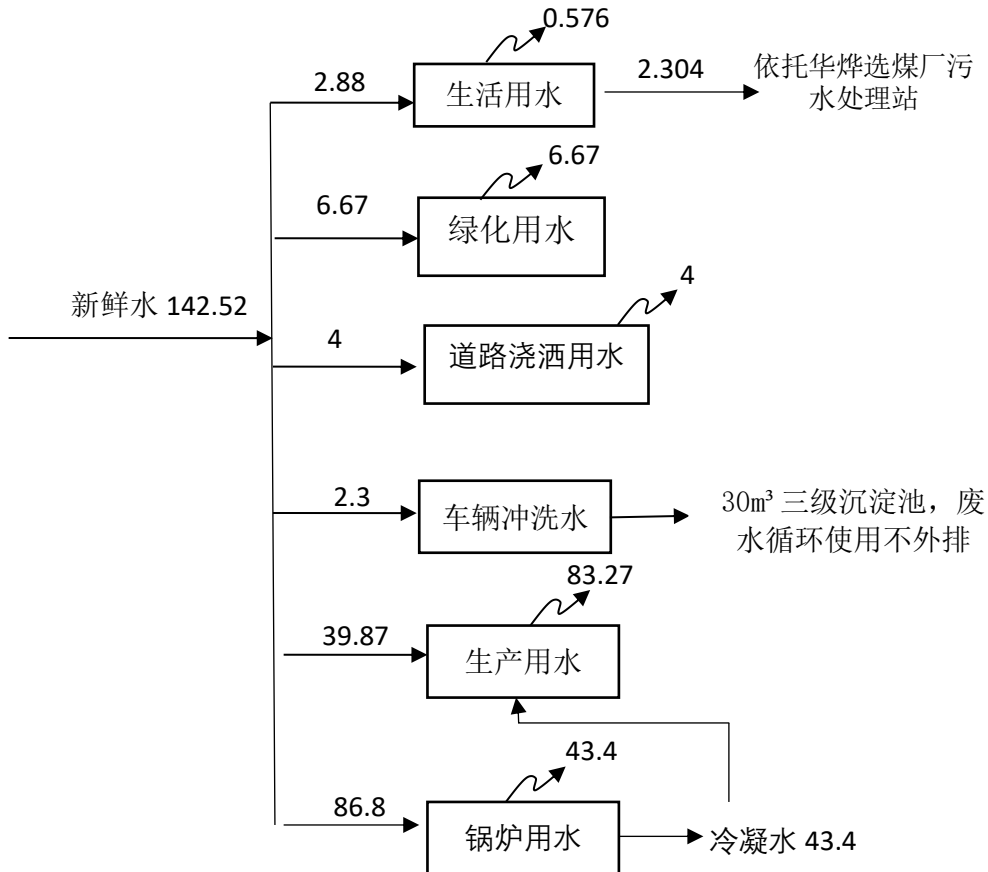 0.576
2.88
生活用水
2.304
依托华烨选煤厂污
水处理站
6.67
6.67
绿化用水
新鲜水 142.52
4
4
道路浇洒用水
2.3
车辆冲洗水
30m³ 三级沉淀池，废
水循环使用不外排
83.27
39.87
生产用水
43.4
86.8
锅炉用水
冷凝水 43.4